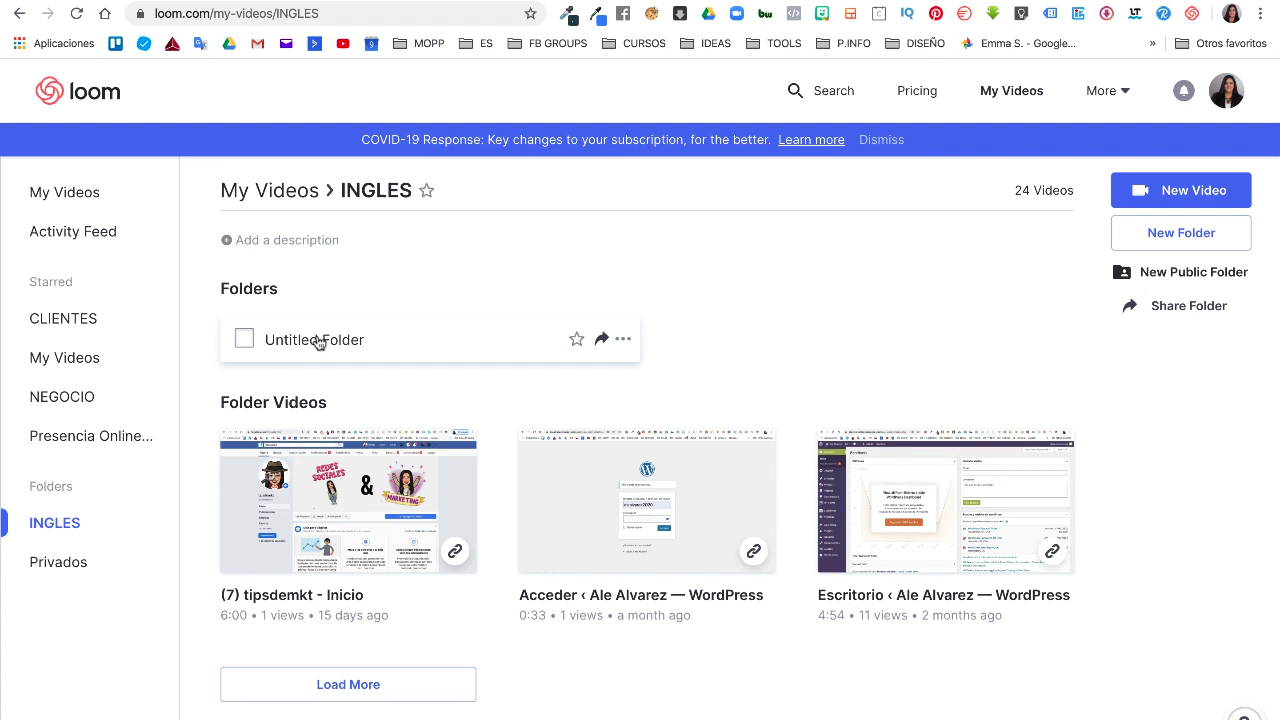 loom.com/my-videos/INGLES
Aplicaciones MOPP ES FB GROUPS CURSOS IDEAS TOOLS P.INFO DISEÑO Emma S. - Google... » Otros favoritos
loom Search Pricing My Videos More
COVID-19 Response: Key changes to your subscription, for the better. Learn more Dismiss
My Videos
Activity Feed
Starred
CLIENTES
My Videos
NEGOCIO
Presencia Online...
Folders
INGLES
Privados
My Videos > INGLES 24 Videos
Add a description
Folders
Untitled Folder
Folder Videos
REDES SOCIALES & MARKETING
(7) tipsdemkt - Inicio
6:00 • 1 views • 15 days ago
Acceder ‹ Ale Alvarez — WordPress
0:33 • 1 views • a month ago
Escritorio ‹ Ale Alvarez — WordPress
4:54 • 11 views • 2 months ago
Load More
New Video
New Folder
New Public Folder
Share Folder